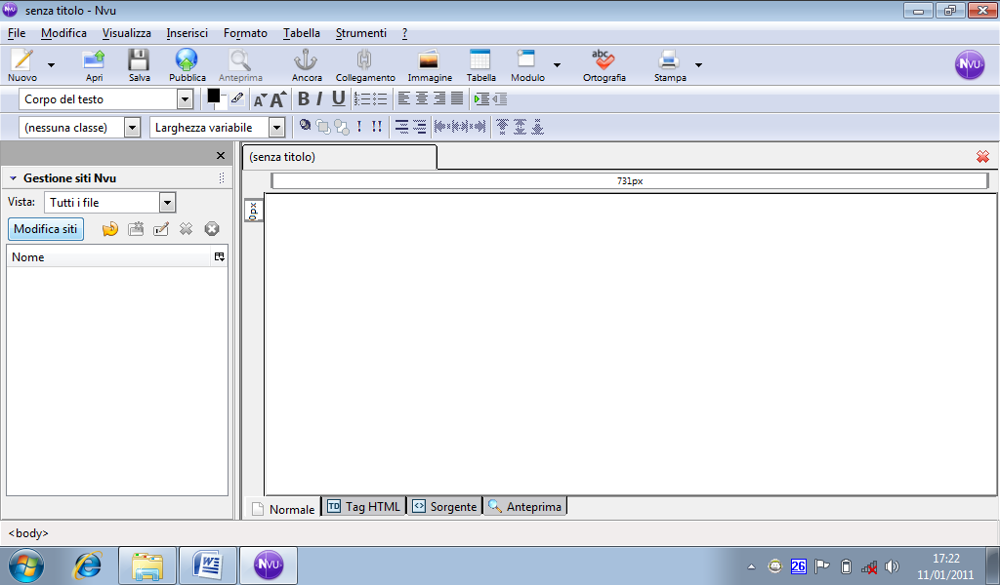 senza titolo - Nvu
File Modifica Visualizza Inserisci Formato Tabella Strumenti ?
Nuovo Apri Salva Pubblica Anteprima Ancora Collegamento Immagine Tabella Modulo Ortografia Stampa
abc
NVU
Corpo del testo A A B I U
(nessuna classe) Larghezza variabile ! !!
(senza titolo)
731px
0px
Gestione siti Nvu
Vista: Tutti i file
Modifica siti
Nome
Normale TD Tag HTML Sorgente Anteprima
<body>
W NVU 26 17:22
11/01/2011